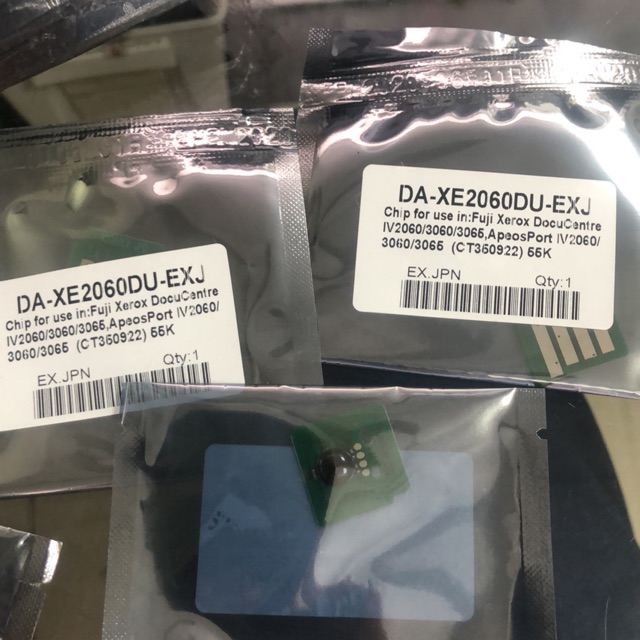 DA-XE2060DU-EXJ
Chip for use in:Fuji Xerox DocuCentre
IV2060/3060/3065,ApeosPort IV2060/
3060/3065 (CT350922) 55K
EX.JPN Qty:1
DA-XE2060DU-EXJ
Chip for use in:Fuji Xerox DocuCentre
IV2060/3060/3065,ApeosPort IV2060/
3060/3065 (CT350922) 55K
EX.JPN Qty:1